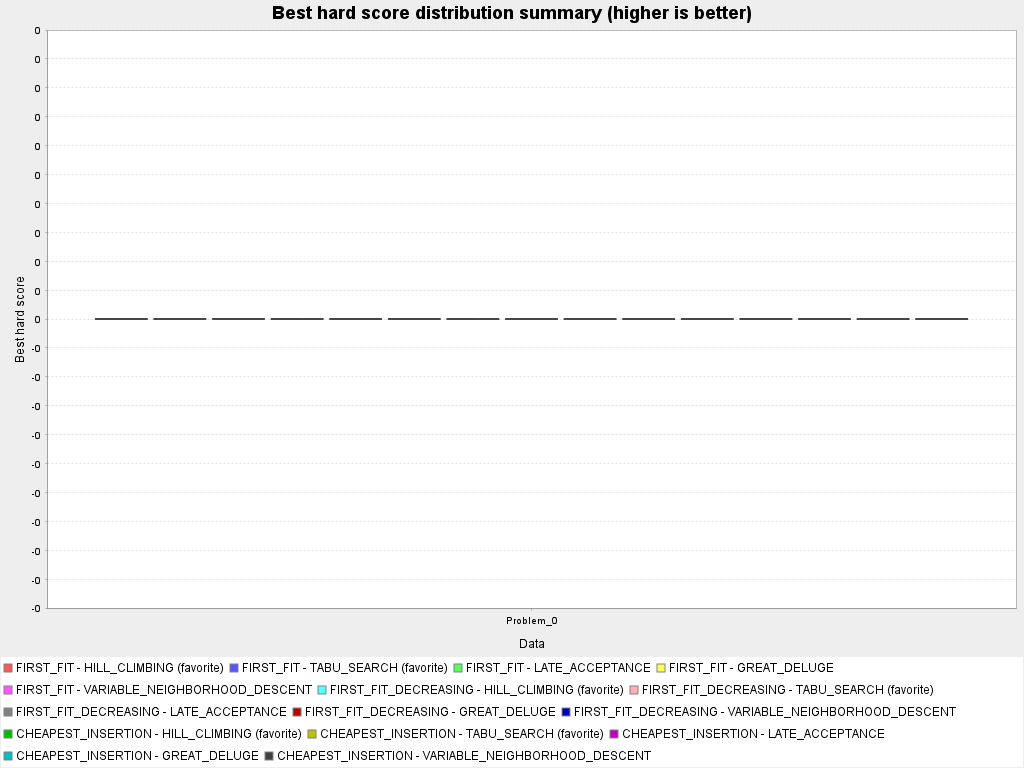 Best hard score distribution summary (higher is better)
0
0
0
0
0
0
0
0
0
0
0
-0
-0
-0
-0
-0
-0
-0
-0
-0
-0
Best hard score
Problem_0
Data
FIRST_FIT - HILL_CLIMBING (favorite) FIRST_FIT - TABU_SEARCH (favorite) FIRST_FIT - LATE_ACCEPTANCE FIRST_FIT - GREAT_DELUGE
FIRST_FIT - VARIABLE_NEIGHBORHOOD_DESCENT FIRST_FIT_DECREASING - HILL_CLIMBING (favorite) FIRST_FIT_DECREASING - TABU_SEARCH (favorite)
FIRST_FIT_DECREASING - LATE_ACCEPTANCE FIRST_FIT_DECREASING - GREAT_DELUGE FIRST_FIT_DECREASING - VARIABLE_NEIGHBORHOOD_DESCENT
CHEAPEST_INSERTION - HILL_CLIMBING (favorite) CHEAPEST_INSERTION - TABU_SEARCH (favorite) CHEAPEST_INSERTION - LATE_ACCEPTANCE
CHEAPEST_INSERTION - GREAT_DELUGE CHEAPEST_INSERTION - VARIABLE_NEIGHBORHOOD_DESCENT